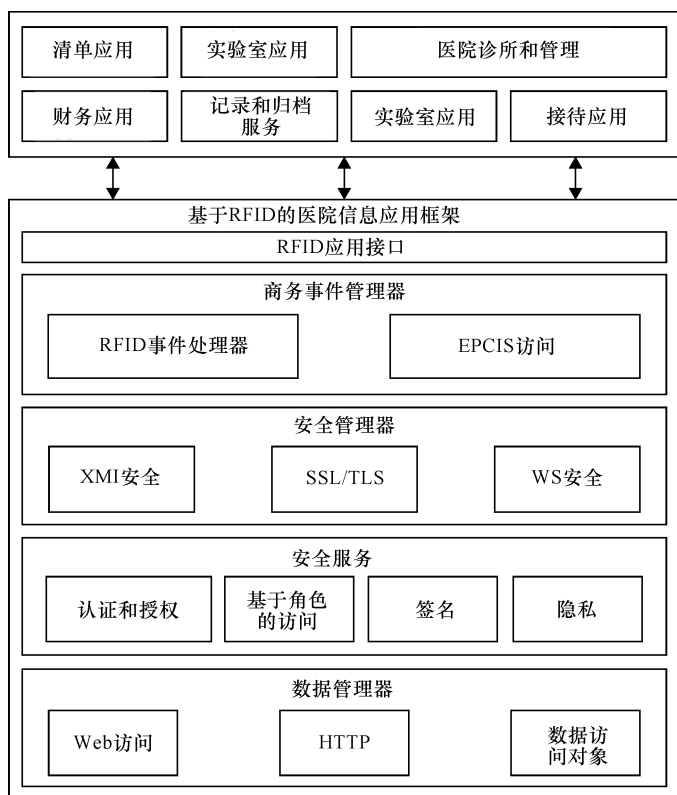 清单应用
实验室应用
医院诊所和管理
财务应用
记录和归档
服务
实验室应用
接待应用
基于RFID的医院信息应用框架
RFID应用接口
商务事件管理器
RFID事件处理器
EPCIS访问
安全管理器
XMI安全
SSL/TLS
WS安全
安全服务
认证和授权
基于角色
的访问
签名
隐私
数据管理器
Web访问
HTTP
数据访
问对象